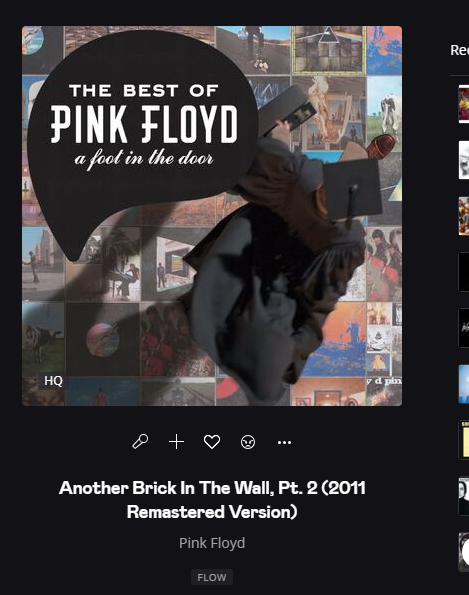 THE BEST OF
PINK FLOYD
a foot in the door
HQ
Another Brick In The Wall, Pt. 2 (2011
Remastered Version)
Pink Floyd
FLOW